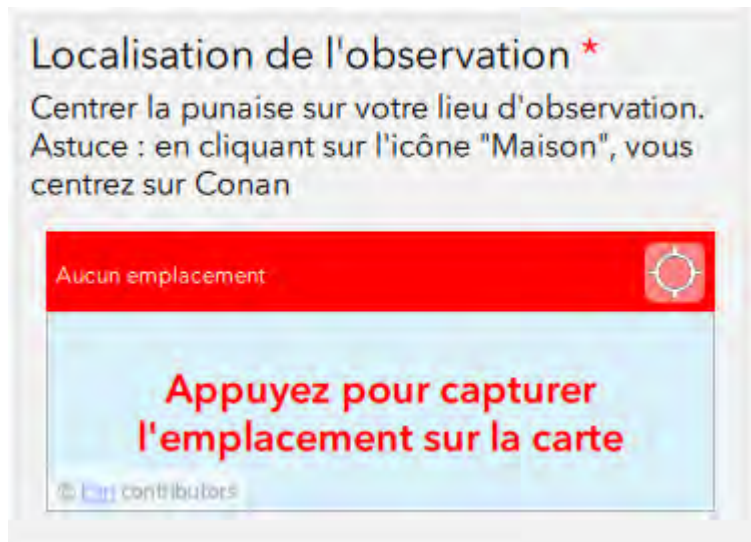 Localisation de l'observation *
Centrer la punaise sur votre lieu d'observation.
Astuce : en cliquant sur l'icône "Maison", vous
centrez sur Conan
Aucun emplacement
Appuyez pour capturer
l'emplacement sur la carte
© Esri contributors